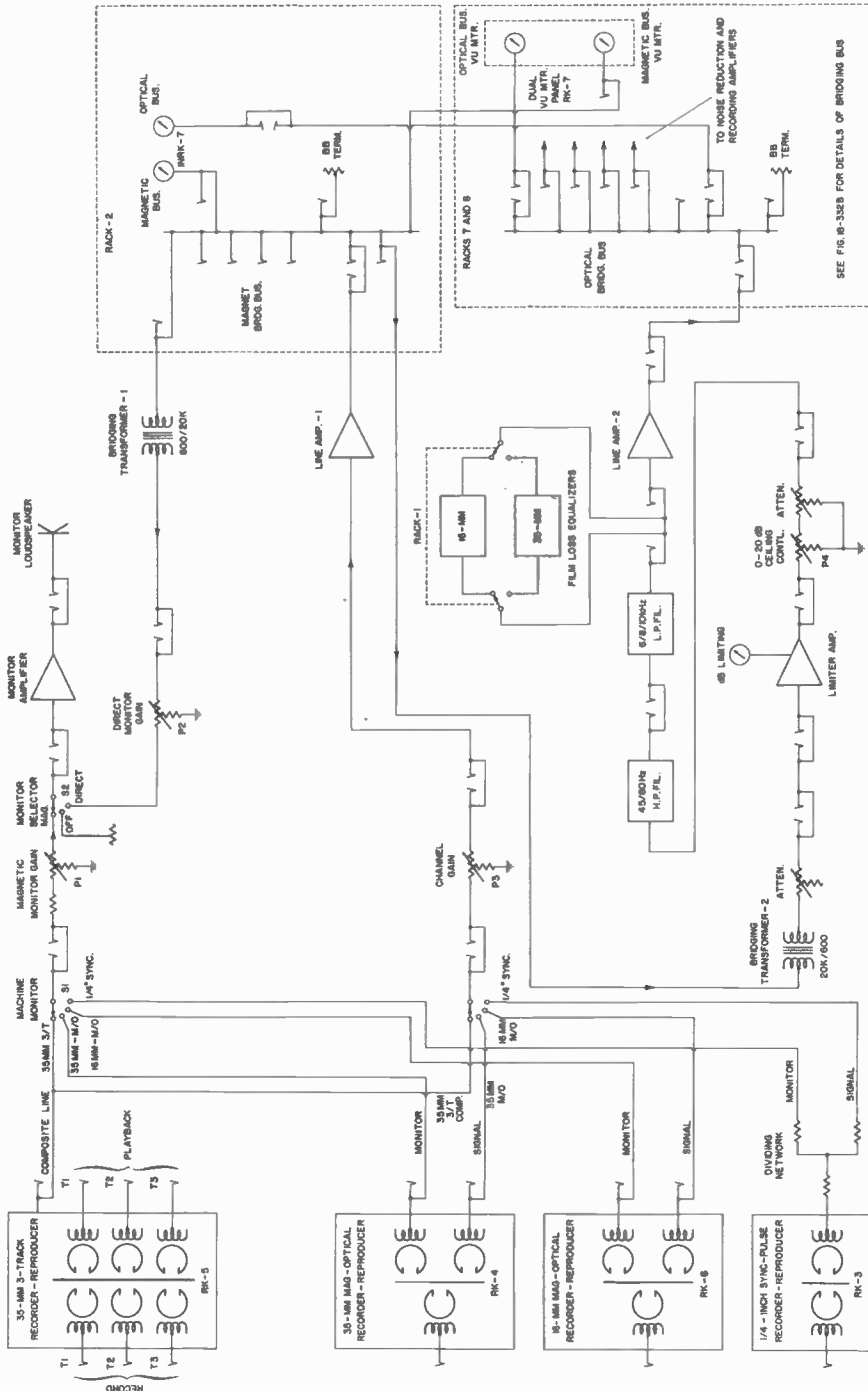 35-MM 3-TRACK
RECORDER-REPRODUCER
RECORD
T1
T2
T3
RK-5
T1
T2
T3
PLAYBACK
COMPOSITE LINE
35MM 3/T
MACHINE
MONITOR
S1
1/4" SYNC.
35MM-M/O
16MM-M/O
MAGNETIC
MONITOR GAIN
P1
MONITOR
SELECTOR
MAG.
OFF
S2
DIRECT
MONITOR
AMPLIFIER
MONITOR
LOUDSPEAKER
DIRECT
MONITOR
GAIN
P2
BRIDGING
TRANSFORMER-1
600/20K
RACK-2
MAGNETIC
BUS.
INRK-7
OPTICAL
BUS.
MAGNET
BRDG. BUS.
BB
TERM.
OPTICAL BUS.
VU MTR.
DUAL
VU MTR.
PANEL
RK-7
MAGNETIC BUS.
VU MTR.
RACKS 7 AND 8
TO NOISE REDUCTION AND
RECORDING AMPLIFIERS
OPTICAL
BRIDG. BUS
BB
TERM.
SEE FIG. 18-332B FOR DETAILS OF BRIDGING BUS
35-MM MAG-OPTICAL
RECORDER-REPRODUCER
RK-4
MONITOR
SIGNAL
35MM
3/T
COMP.
35MM
M/O
16MM
M/O
1/4" SYNC.
CHANNEL
GAIN
P3
LINE AMP.-1
RACK-1
16-MM
35-MM
FILM LOSS EQUALIZERS
LINE AMP-2
16-MM MAG-OPTICAL
RECORDER-REPRODUCER
RK-6
MONITOR
SIGNAL
45/80Hz
H.P. FIL.
6/8/10kHz
L.P. FIL.
1/4-INCH SYNC-PULSE
RECORDER-REPRODUCER
RK-3
DIVIDING
NETWORK
MONITOR
SIGNAL
BRIDGING
TRANSFORMER-2
20K/600
ATTEN.
dB LIMITING
LIMITER AMP.
0-20 dB
CEILING
CONTL.
P4
ATTEN.